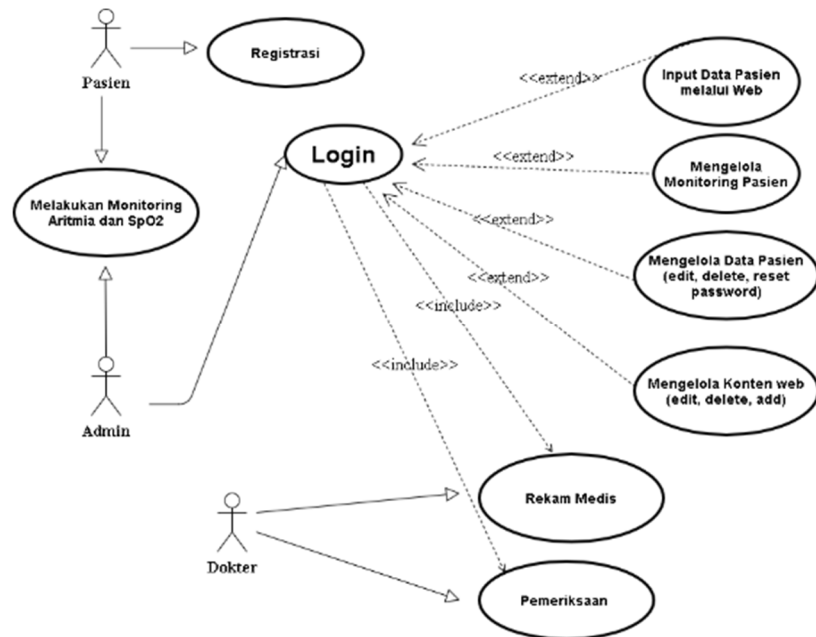 Pasien
Registrasi
Melakukan Monitoring
Aritmia dan SpO2
Admin
Login
<<extend>>
Input Data Pasien
melalui Web
<<extend>>
Mengelola
Monitoring Pasien
<<extend>>
Mengelola Data Pasien
(edit, delete, reset
password)
<<extend>>
<<include>>
<<include>>
Mengelola Konten web
(edit, delete, add)
Dokter
Rekam Medis
Pemeriksaan